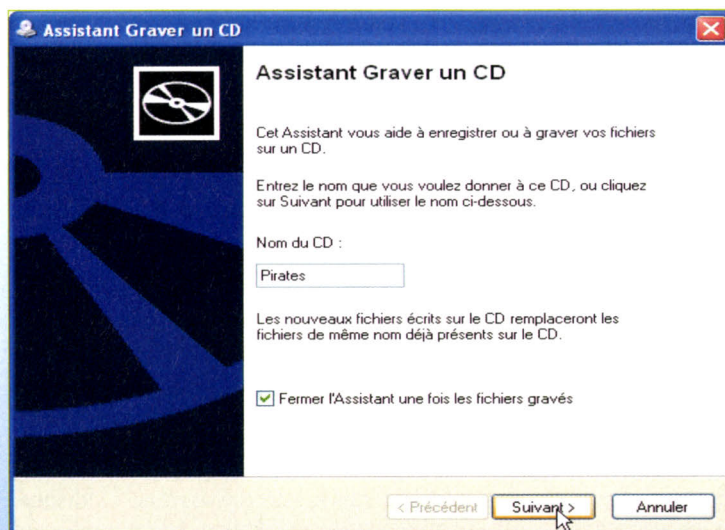 Assistant Graver un CD
Assistant Graver un CD
Cet Assistant vous aide à enregistrer ou à graver vos fichiers
sur un CD.
Entrez le nom que vous voulez donner à ce CD, ou cliquez
sur Suivant pour utiliser le nom ci-dessous.
Nom du CD :
Pirates
Les nouveaux fichiers écrits sur le CD remplaceront les
fichiers de même nom déjà présents sur le CD.
Fermer l'Assistant une fois les fichiers gravés
< Précédent Suivant > Annuler